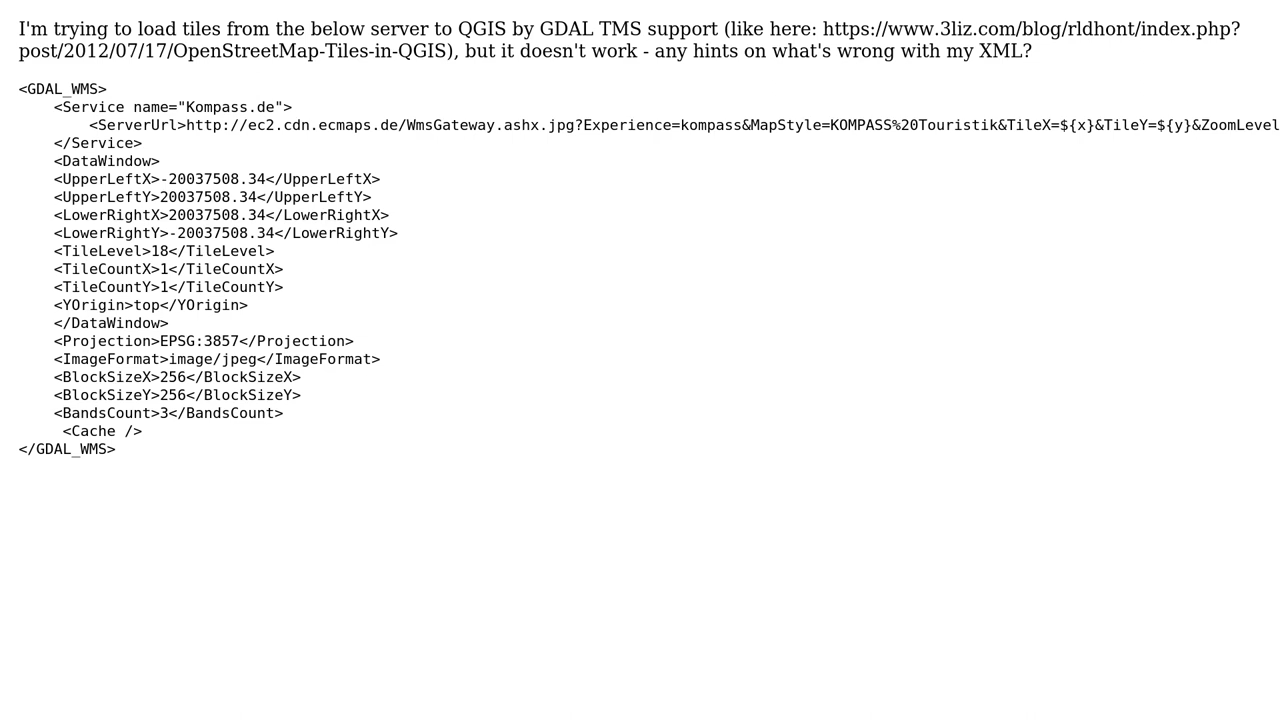 I'm trying to load tiles from the below server to QGIS by GDAL TMS support (like here: https://www.3liz.com/blog/rldhont/index.php?
post/2012/07/17/OpenStreetMap-Tiles-in-QGIS), but it doesn't work - any hints on what's wrong with my XML?
<GDAL_WMS>
    <Service name="Kompass.de">
        <ServerUrl>http://ec2.cdn.ecmaps.de/WmsGateway.ashx.jpg?Experience=kompass&MapStyle=KOMPASS%20Touristik&TileX=${x}&TileY=${y}&ZoomLevel
    </Service>
    <DataWindow>
    <UpperLeftX>-20037508.34</UpperLeftX>
    <UpperLeftY>20037508.34</UpperLeftY>
    <LowerRightX>20037508.34</LowerRightX>
    <LowerRightY>-20037508.34</LowerRightY>
    <TileLevel>18</TileLevel>
    <TileCountX>1</TileCountX>
    <TileCountY>1</TileCountY>
    <YOrigin>top</YOrigin>
    </DataWindow>
    <Projection>EPSG:3857</Projection>
    <ImageFormat>image/jpeg</ImageFormat>
    <BlockSizeX>256</BlockSizeX>
    <BlockSizeY>256</BlockSizeY>
    <BandsCount>3</BandsCount>
     <Cache />
</GDAL_WMS>